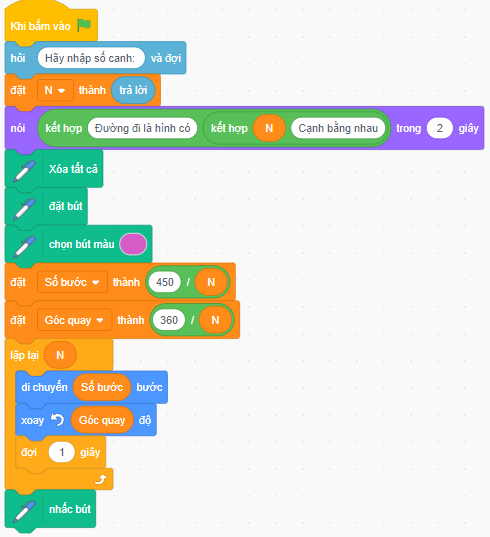 Khi bấm vào
hỏi Hãy nhập số canh: và đợi
đặt N thành trả lời
nói kết hợp Đường đi là hình có kết hợp N Cạnh bằng nhau trong 2 giây
Xóa tất cả
đặt bút
chọn bút màu
đặt Số bước thành 450 / N
đặt Góc quay thành 360 / N
lặp lại N
di chuyển Số bước bước
xoay Góc quay độ
đợi 1 giây
nhấc bút